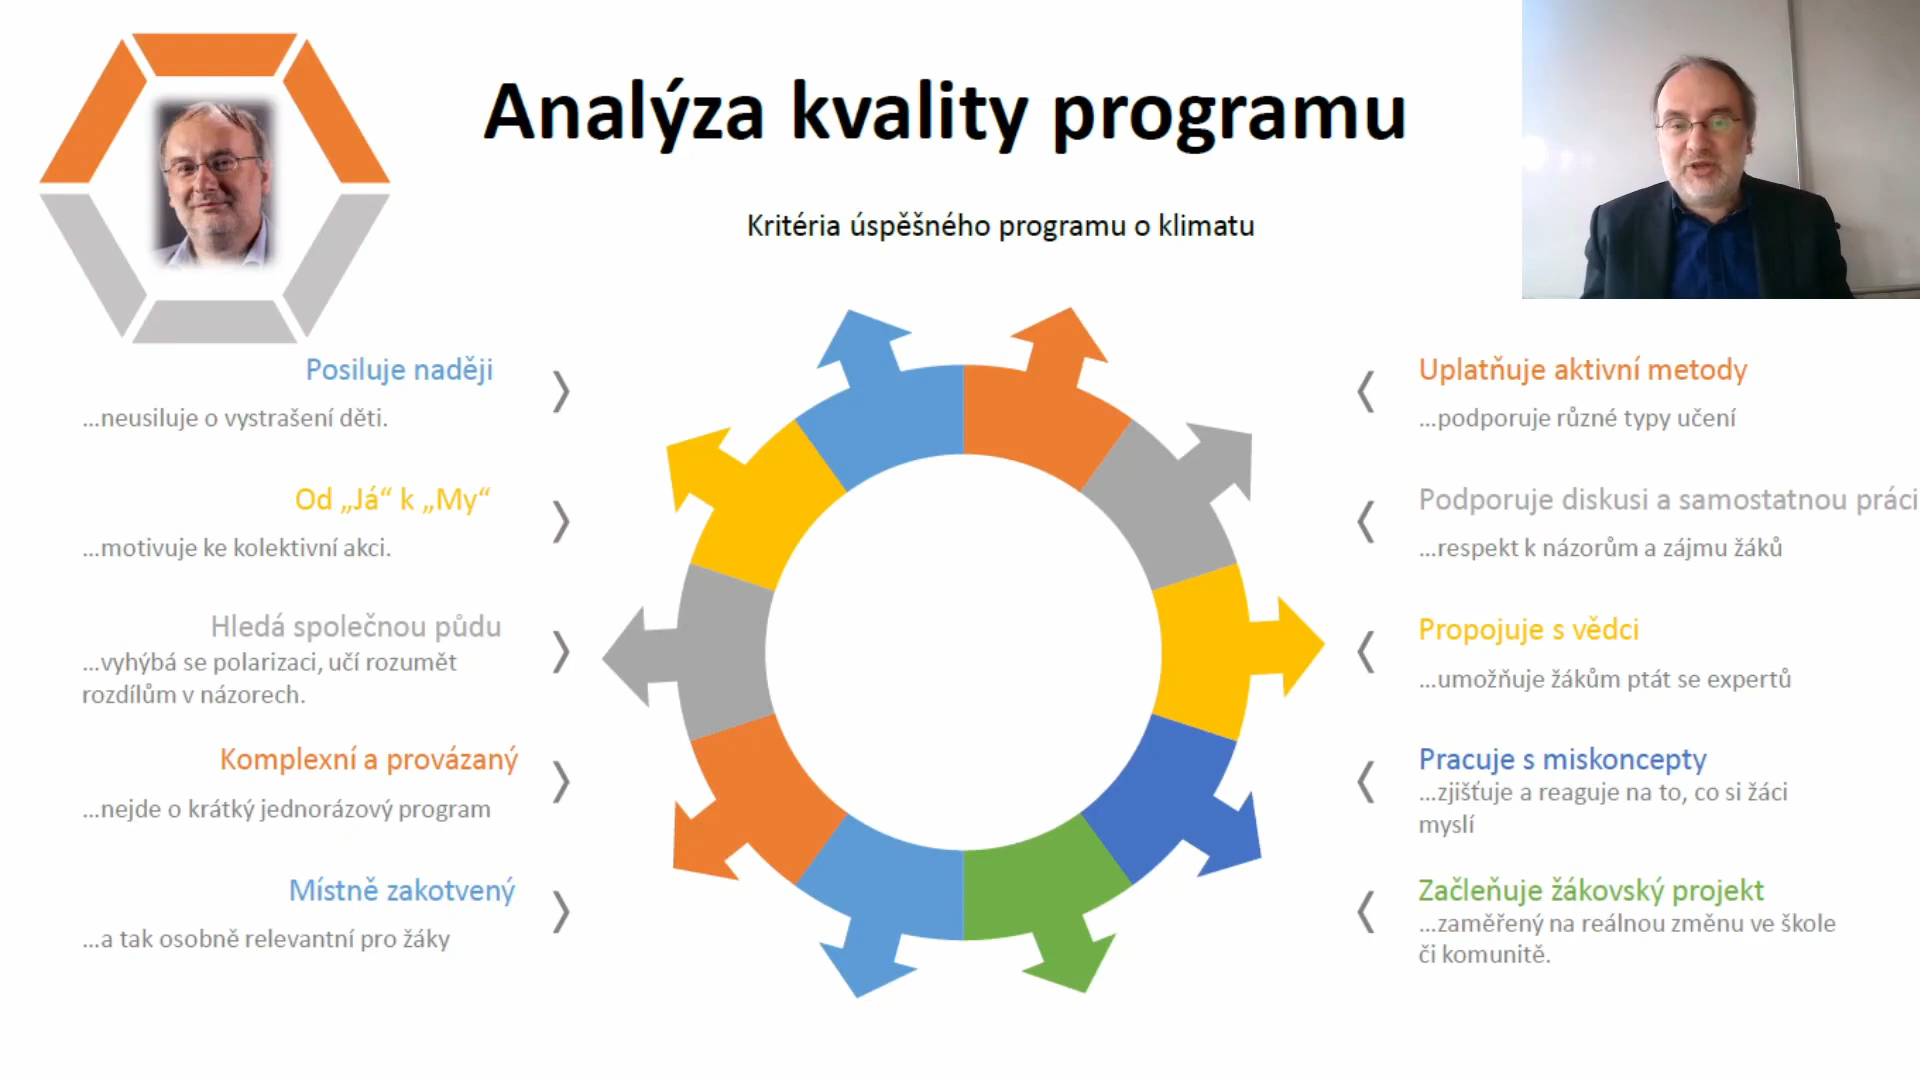 Analýza kvality programu
Kritéria úspěšného programu o klimatu
Posiluje naději
...neusiluje o vystrašení děti.
Od „Já“ k „My“
...motivuje ke kolektivní akci.
Hledá společnou půdu
...vyhýbá se polarizaci, učí rozumět
rozdílům v názorech.
Komplexní a provázaný
...nejde o krátký jednorázový program
Místně zakotvený
...a tak osobně relevantní pro žáky
Uplatňuje aktivní metody
...podporuje různé typy učení
Podporuje diskusi a samostatnou práci
...respekt k názorům a zájmu žáků
Propojuje s vědci
...umožňuje žákům ptát se expertů
Pracuje s miskoncepty
...zjišťuje a reaguje na to, co si žáci
myslí
Začleňuje žákovský projekt
...zaměřený na reálnou změnu ve škole
či komunitě.